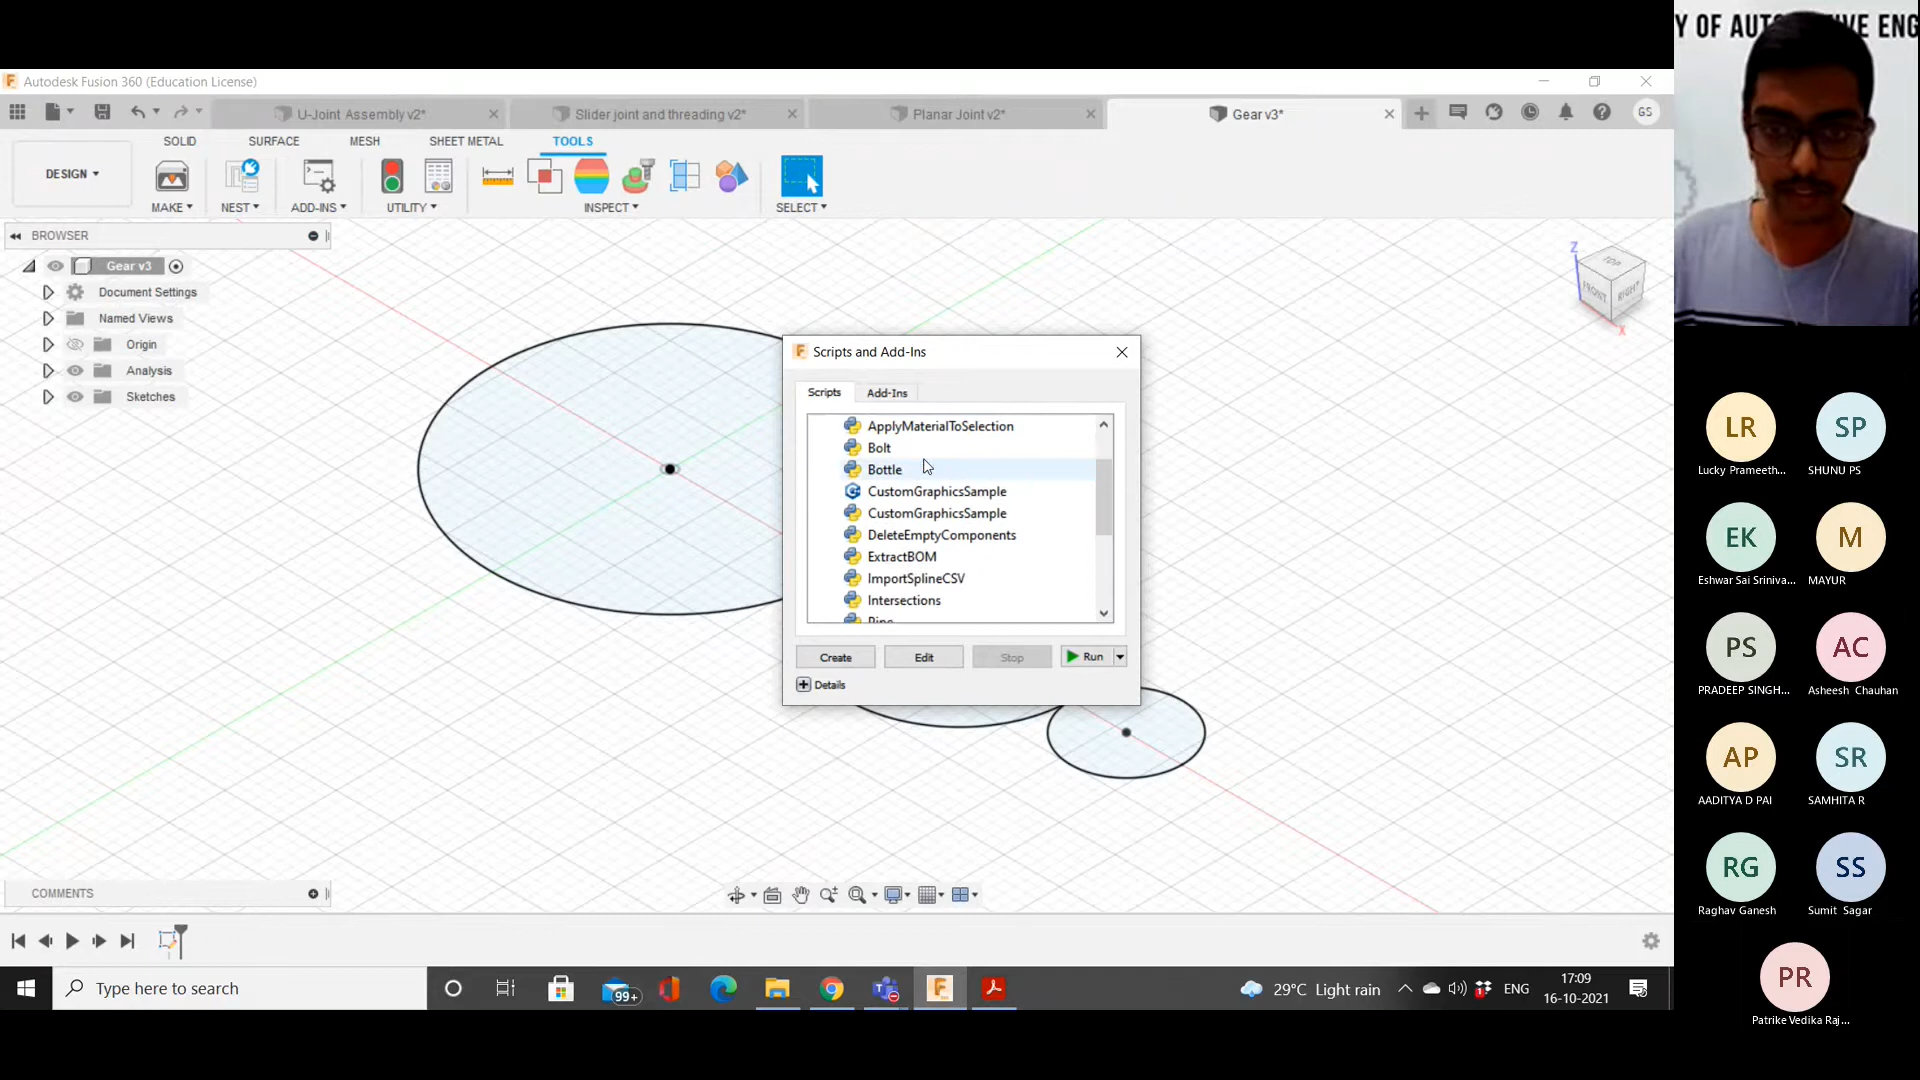 Y OF AUTOMOTIVE ENG
Autodesk Fusion 360 (Education License)
U-Joint Assembly v2*
Slider joint and threading v2*
Planar Joint v2*
Gear v3*
GS
SOLID
SURFACE
MESH
SHEET METAL
TOOLS
DESIGN
MAKE
NEST
ADD-INS
UTILITY
INSPECT
SELECT
BROWSER
Gear v3
Document Settings
Named Views
Origin
Analysis
Sketches
Z
TOP
FRONT
RIGHT
X
Scripts and Add-Ins
Scripts
Add-Ins
ApplyMaterialToSelection
Bolt
Bottle
CustomGraphicsSample
CustomGraphicsSample
DeleteEmptyComponents
ExtractBOM
ImportSplineCSV
Intersections
Pipe
Create
Edit
Stop
Run
Details
COMMENTS
Type here to search
99+
29°C Light rain
ENG
17:09
16-10-2021
LR
Lucky Prameeth...
SP
SHUNU PS
EK
Eshwar Sai Sriniva...
M
MAYUR
PS
PRADEEP SINGH...
AC
Asheesh Chauhan
AP
AADITYA D PAI
SR
SAMHITA R
RG
Raghav Ganesh
SS
Sumit Sagar
PR
Patrike Vedika Raj...